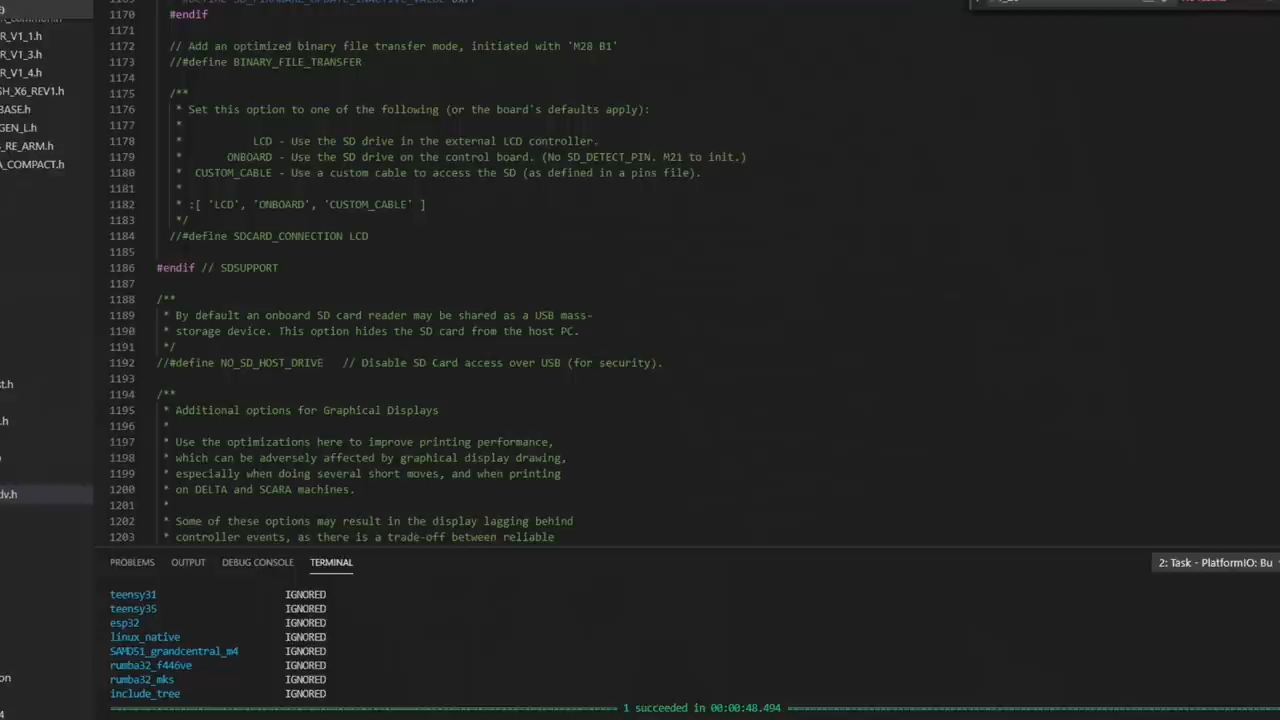 R_V1_1.h
R_V1_3.h
R_V1_4.h
SH_X6_REV1.h
BASE.h
GEN_L.h
_RE_ARM.h
A_COMPACT.h
st.h
.h
dv.h
on
4
1170 #endif
1171
1172 // Add an optimized binary file transfer mode, initiated with 'M28 B1'
1173 //#define BINARY_FILE_TRANSFER
1174
1175 /**
1176 * Set this option to one of the following (or the board's defaults apply):
1177 *
1178 * LCD - Use the SD drive in the external LCD controller.
1179 * ONBOARD - Use the SD drive on the control board. (No SD_DETECT_PIN. M21 to init.)
1180 * CUSTOM_CABLE - Use a custom cable to access the SD (as defined in a pins file).
1181 *
1182 * :[ 'LCD', 'ONBOARD', 'CUSTOM_CABLE' ]
1183 */
1184 //#define SDCARD_CONNECTION LCD
1185
1186 #endif // SDSUPPORT
1187
1188 /**
1189 * By default an onboard SD card reader may be shared as a USB mass-
1190 * storage device. This option hides the SD card from the host PC.
1191 */
1192 //#define NO_SD_HOST_DRIVE // Disable SD Card access over USB (for security).
1193
1194 /**
1195 * Additional options for Graphical Displays
1196 *
1197 * Use the optimizations here to improve printing performance,
1198 * which can be adversely affected by graphical display drawing,
1199 * especially when doing several short moves, and when printing
1200 * on DELTA and SCARA machines.
1201 *
1202 * Some of these options may result in the display lagging behind
1203 * controller events, as there is a trade-off between reliable
PROBLEMS OUTPUT DEBUG CONSOLE TERMINAL 2: Task - PlatformIO: Bu
teensy31 IGNORED
teensy35 IGNORED
esp32 IGNORED
linux_native IGNORED
SAMD51_grandcentral_m4 IGNORED
rumba32_f446ve IGNORED
rumba32_mks IGNORED
include_tree IGNORED
1 succeeded in 00:00:48.494